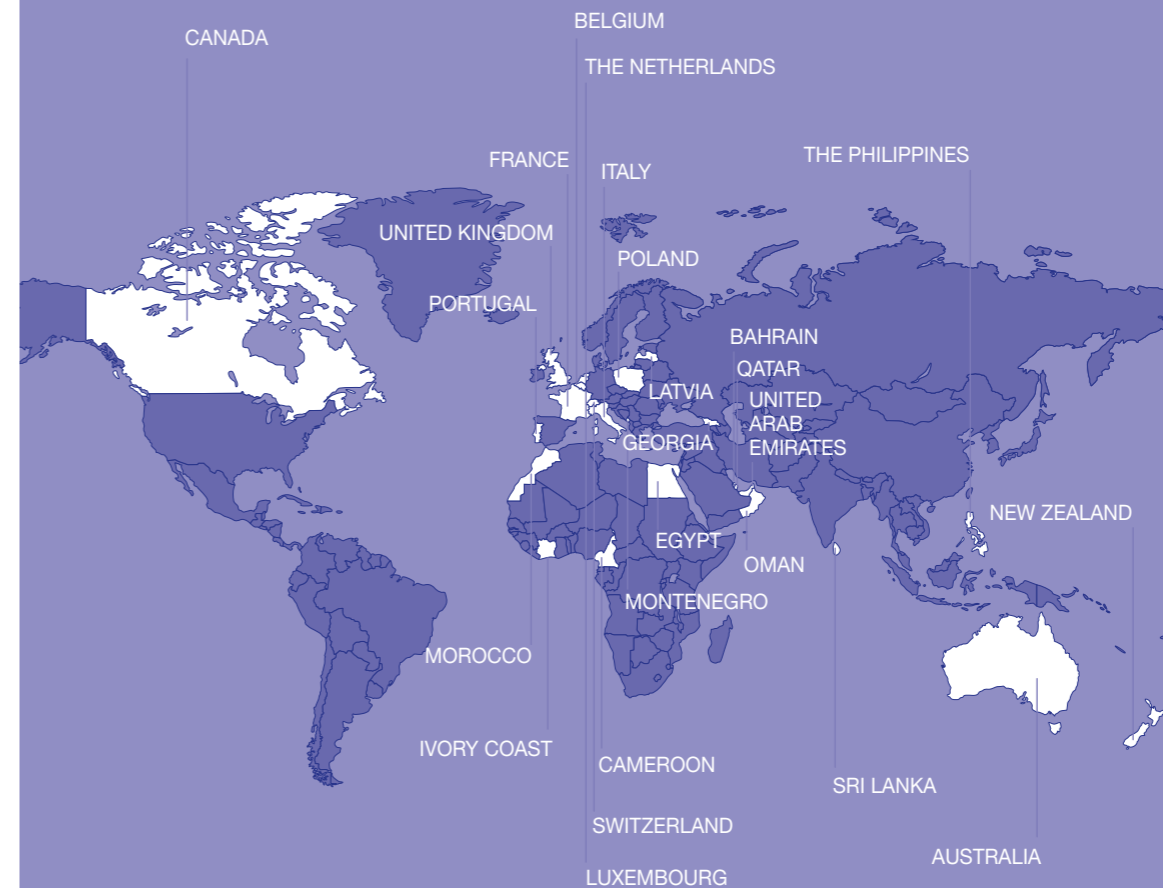 BELGIUM
CANADA
THE NETHERLANDS
FRANCE
THE PHILIPPINES
ITALY
UNITED KINGDOM
POLAND
PORTUGAL
BAHRAIN
QATAR
LATVIA
UNITED
ARAB
EMIRATES
GEORGIA
NEW ZEALAND
EGYPT
OMAN
MONTENEGRO
MOROCCO
IVORY COAST
CAMEROON
SRI LANKA
SWITZERLAND
AUSTRALIA
LUXEMBOURG